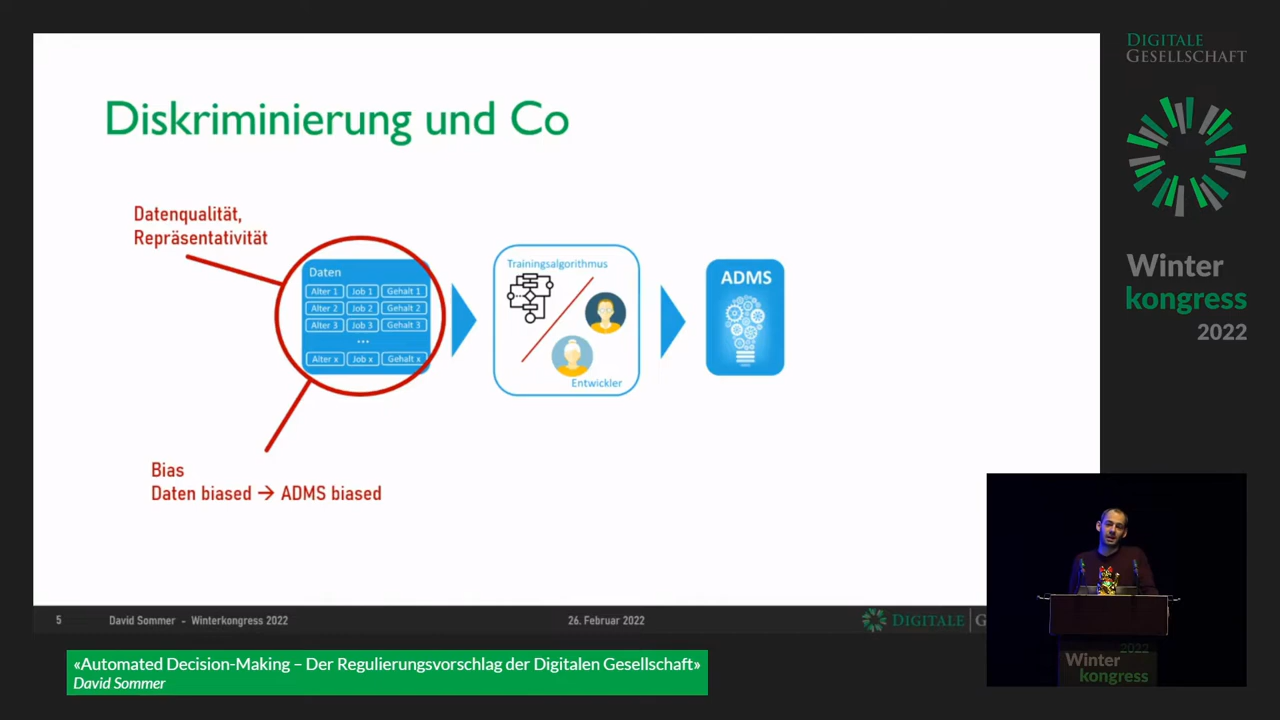 Diskriminierung und Co
Datenqualität,
Repräsentativität
Daten
Alter 1 Job 1 Gehalt 1
Alter 2 Job 2 Gehalt 2
Alter 3 Job 3 Gehalt 3
...
Alter x Job x Gehalt x
Trainingsalgorithmus
Entwickler
ADMS
Bias
Daten biased → ADMS biased
5 David Sommer - Winterkongress 2022 26. Februar 2022 DIGITALE G
«Automated Decision-Making – Der Regulierungsvorschlag der Digitalen Gesellschaft»
David Sommer
DIGITALE
GESELLSCHAFT
Winter
kongress
2022
2022
Winter
kongress